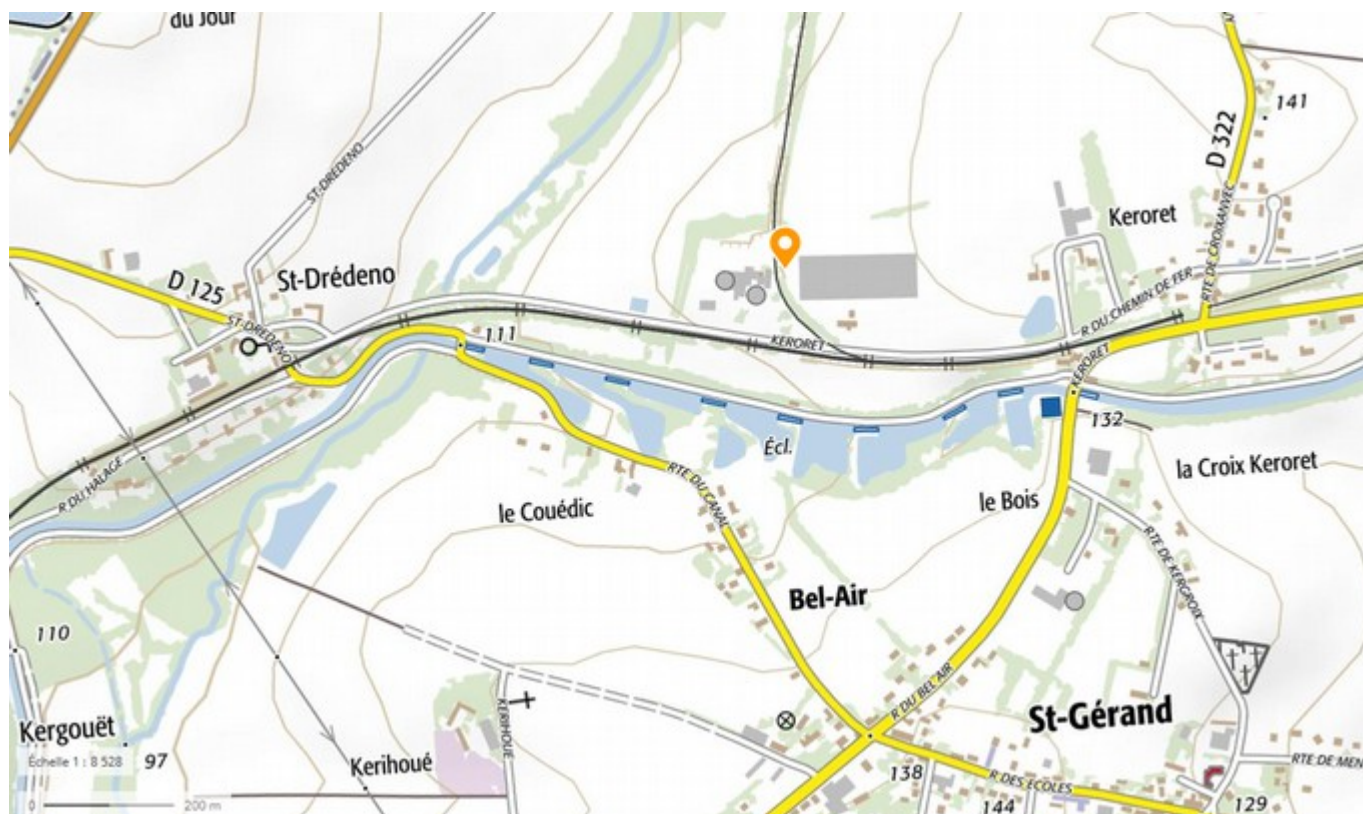 du Jour
141
D 322
ST-DRÉDENO
Keroret
RTE DE CROIXANVEC
St-Drédeno
D 125
R DU CHEMIN DE FER
ST-DREDENO
111
KERORET
KERORET
132
Écl.
la Croix Keroret
R DU HALAGE
RTE DU CANAL
le Couédic
le Bois
RTE DE KERGROIX
Bel-Air
110
R DU BEL AIR
St-Gérand
Kergouët
KERIHOUE
Échelle 1 : 8 528
97
Kerihoué
138
R DES ECOLES
RTE DE MEN
0
200 m
144
129